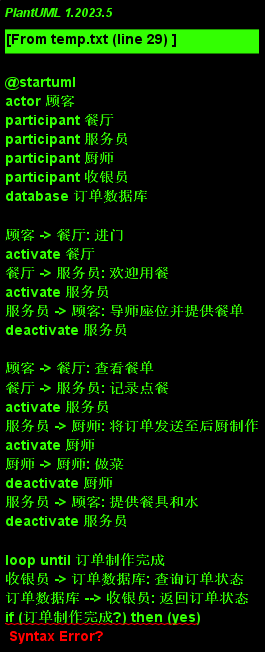 PlantUML 1.2023.5
[From temp.txt (line 29) ]
@startuml
actor 顾客
participant 餐厅
participant 服务员
participant 厨师
participant 收银员
database 订单数据库
顾客 -> 餐厅: 进门
activate 餐厅
餐厅 -> 服务员: 欢迎用餐
activate 服务员
服务员 -> 顾客: 导师座位并提供餐单
deactivate 服务员
顾客 -> 餐厅: 查看餐单
餐厅 -> 服务员: 记录点餐
activate 服务员
服务员 -> 厨师: 将订单发送至后厨制作
activate 厨师
厨师 -> 厨师: 做菜
deactivate 厨师
服务员 -> 顾客: 提供餐具和水
deactivate 服务员
loop until 订单制作完成
收银员 -> 订单数据库: 查询订单状态
订单数据库 --> 收银员: 返回订单状态
if (订单制作完成?) then (yes)
Syntax Error?